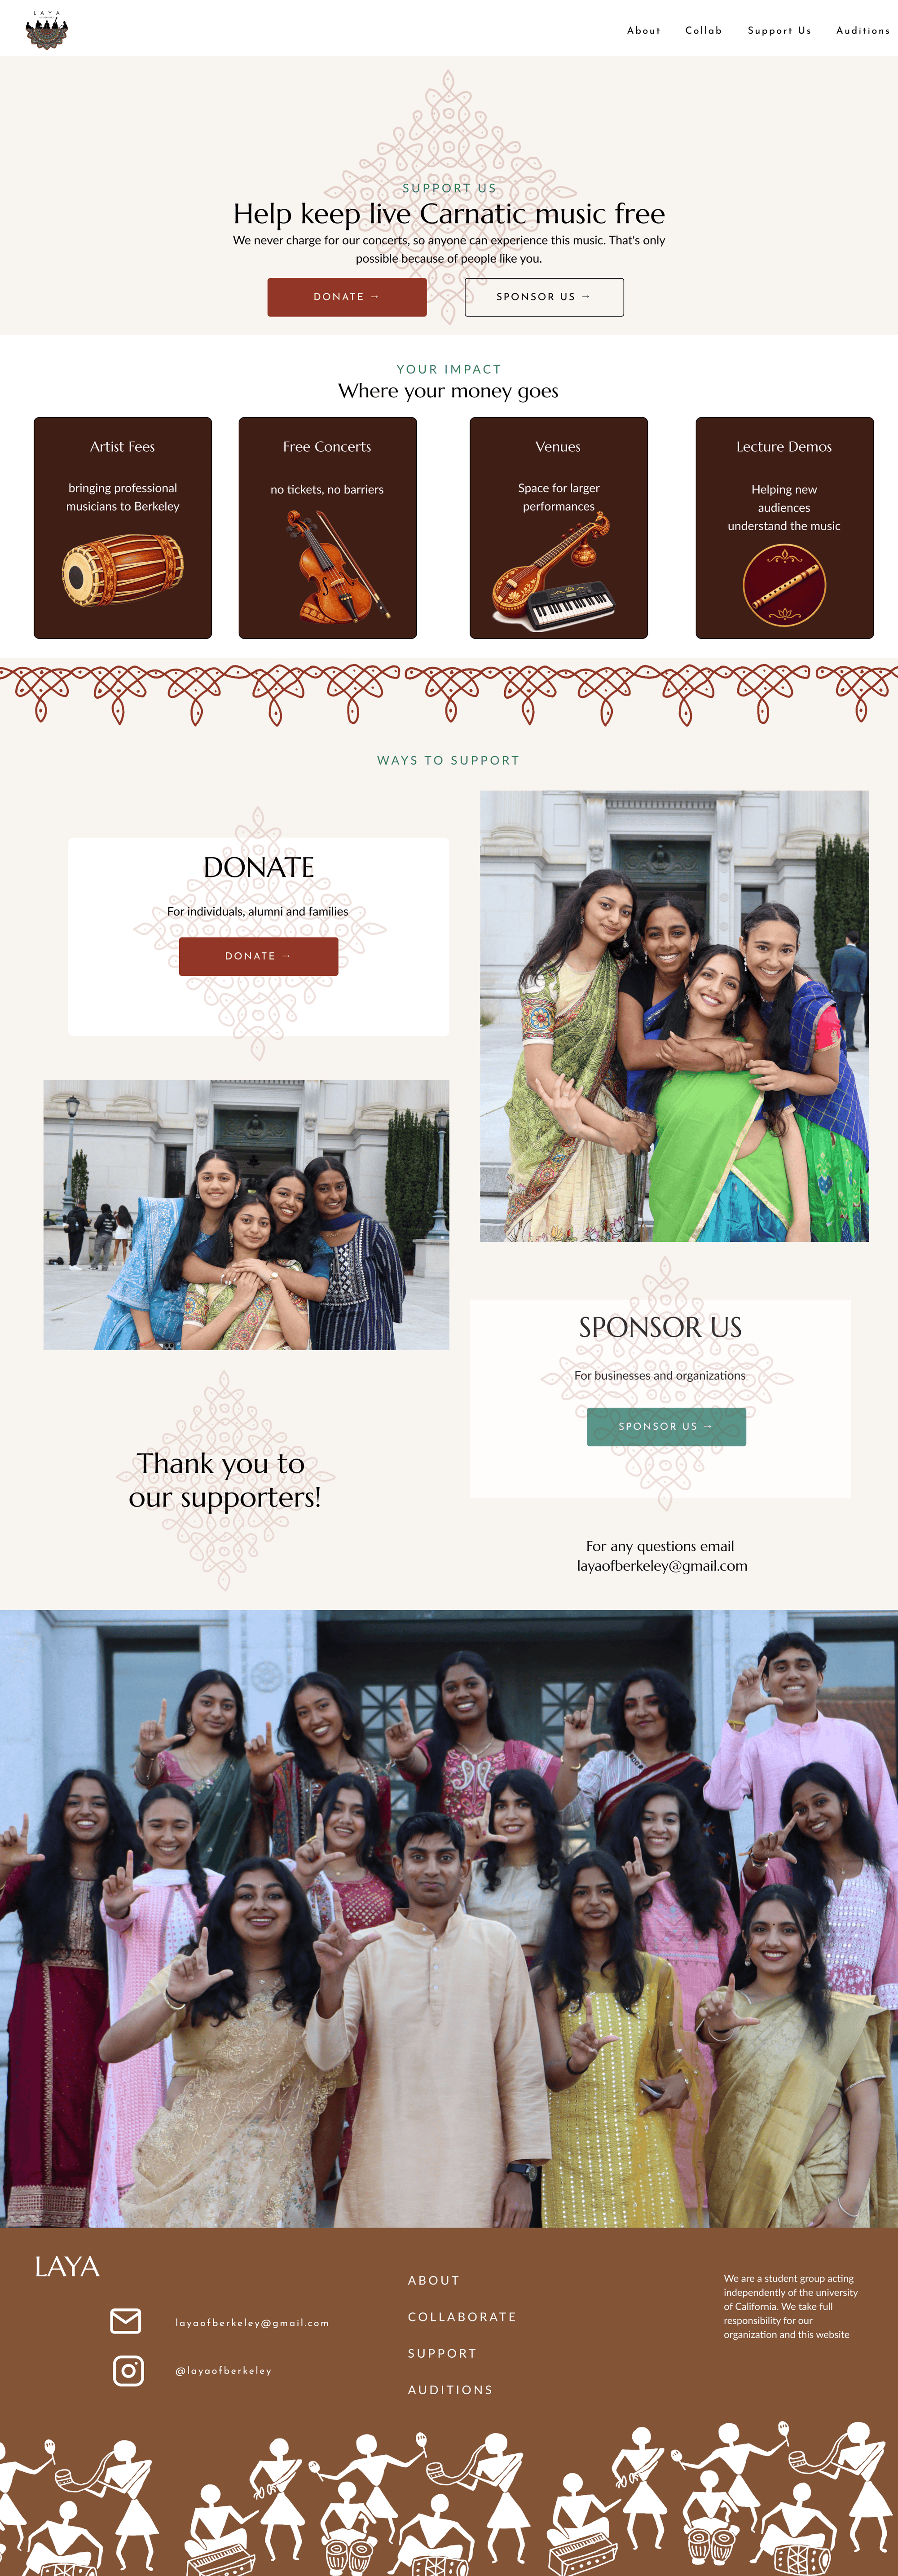 LAYA
About Collab Support Us Auditions
SUPPORT US
Help keep live Carnatic music free
We never charge for our concerts, so anyone can experience this music. That's only
possible because of people like you.
DONATE →
SPONSOR US →
YOUR IMPACT
Where your money goes
Artist Fees
bringing professional
musicians to Berkeley
Free Concerts
no tickets, no barriers
Venues
Space for larger
performances
Lecture Demos
Helping new
audiences
understand the music
WAYS TO SUPPORT
DONATE
For individuals, alumni and families
DONATE →
SPONSOR US
For businesses and organizations
SPONSOR US →
Thank you to
our supporters!
For any questions email
layaofberkeley@gmail.com
LAYA
layaofberkeley@gmail.com
@layaofberkeley
ABOUT
COLLABORATE
SUPPORT
AUDITIONS
We are a student group acting
independently of the university
of California. We take full
responsibility for our
organization and this website